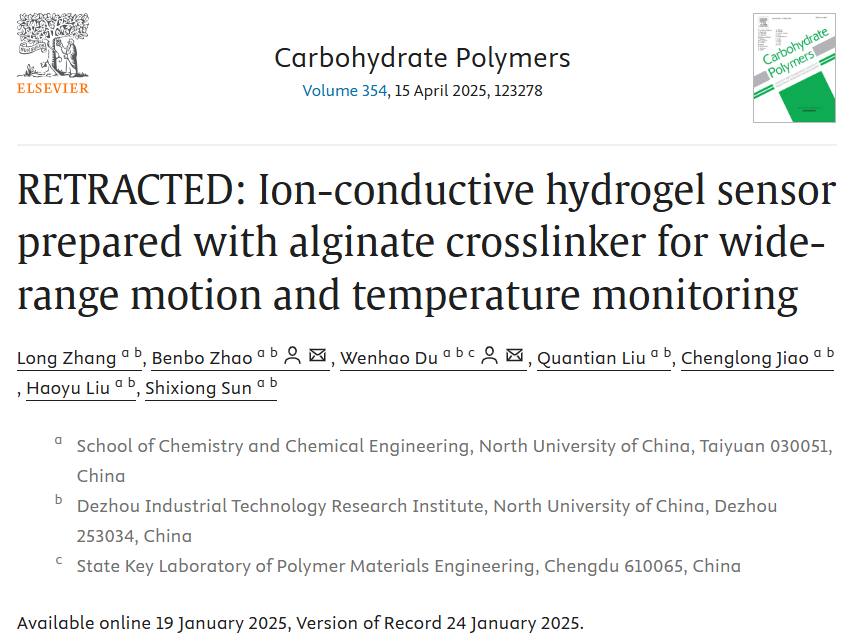 ELSEVIER
Carbohydrate Polymers
Volume 354, 15 April 2025, 123278
Carbohydrate
Polymers
RETRACTED: Ion-conductive hydrogel sensor
prepared with alginate crosslinker for wide-
range motion and temperature monitoring
Long Zhang a b, Benbo Zhao a b, Wenhao Du a b c, Quantian Liu a b, Chenglong Jiao a b
, Haoyu Liu a b, Shixiong Sun a b
a School of Chemistry and Chemical Engineering, North University of China, Taiyuan 030051,
China
b Dezhou Industrial Technology Research Institute, North University of China, Dezhou
253034, China
c State Key Laboratory of Polymer Materials Engineering, Chengdu 610065, China
Available online 19 January 2025, Version of Record 24 January 2025.